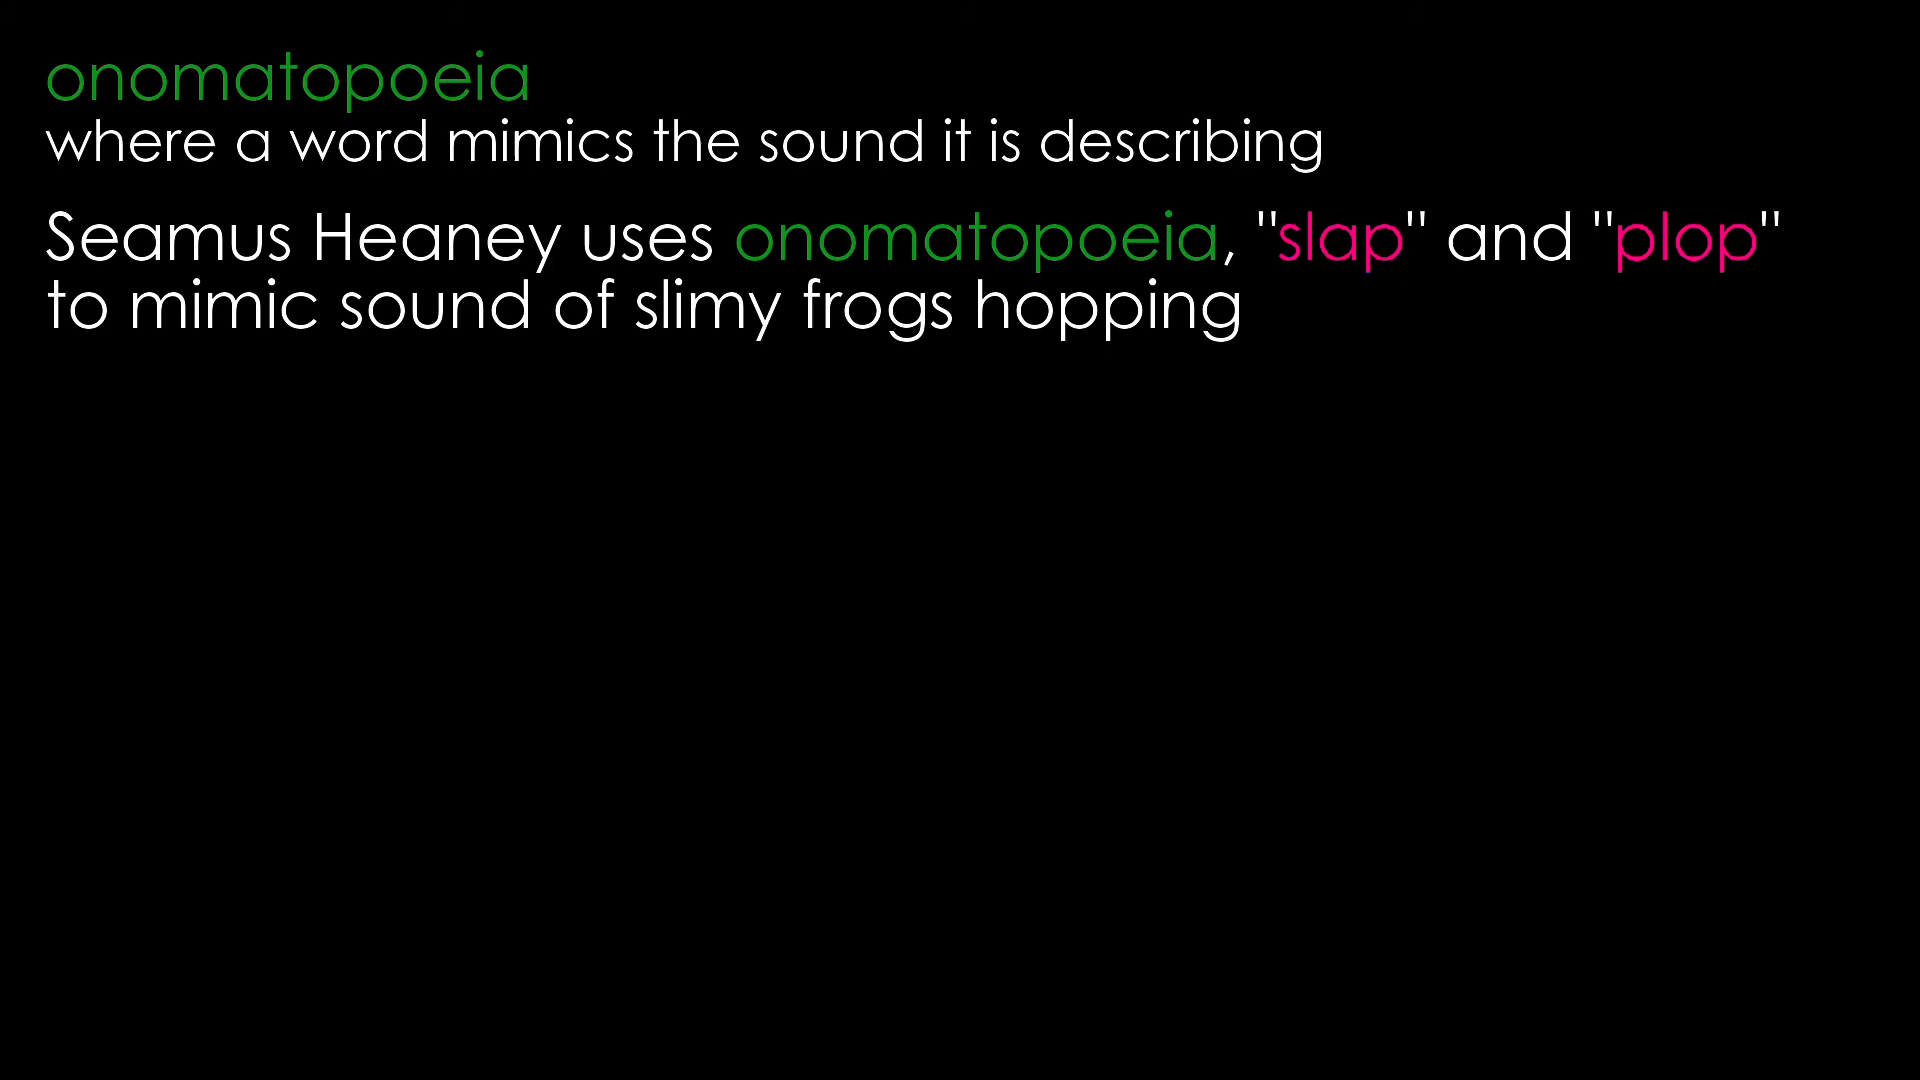 onomatopoeia
where a word mimics the sound it is describing
Seamus Heaney uses onomatopoeia, "slap" and "plop"
to mimic sound of slimy frogs hopping